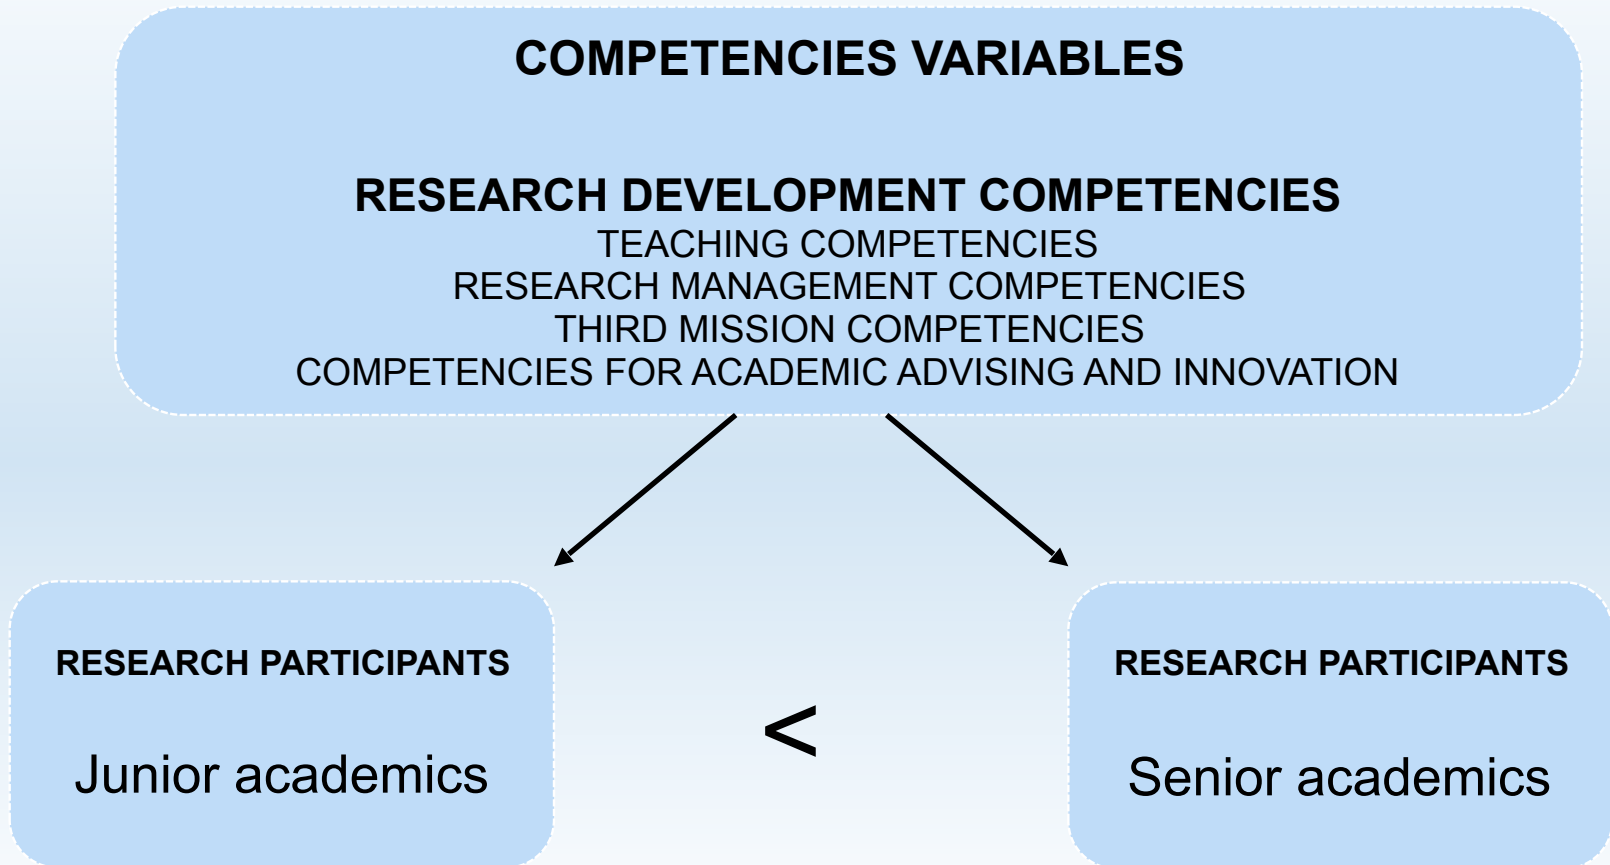 COMPETENCIES VARIABLES
RESEARCH DEVELOPMENT COMPETENCIES
TEACHING COMPETENCIES
RESEARCH MANAGEMENT COMPETENCIES
THIRD MISSION COMPETENCIES
COMPETENCIES FOR ACADEMIC ADVISING AND INNOVATION
RESEARCH PARTICIPANTS
Junior academics
<
RESEARCH PARTICIPANTS
Senior academics